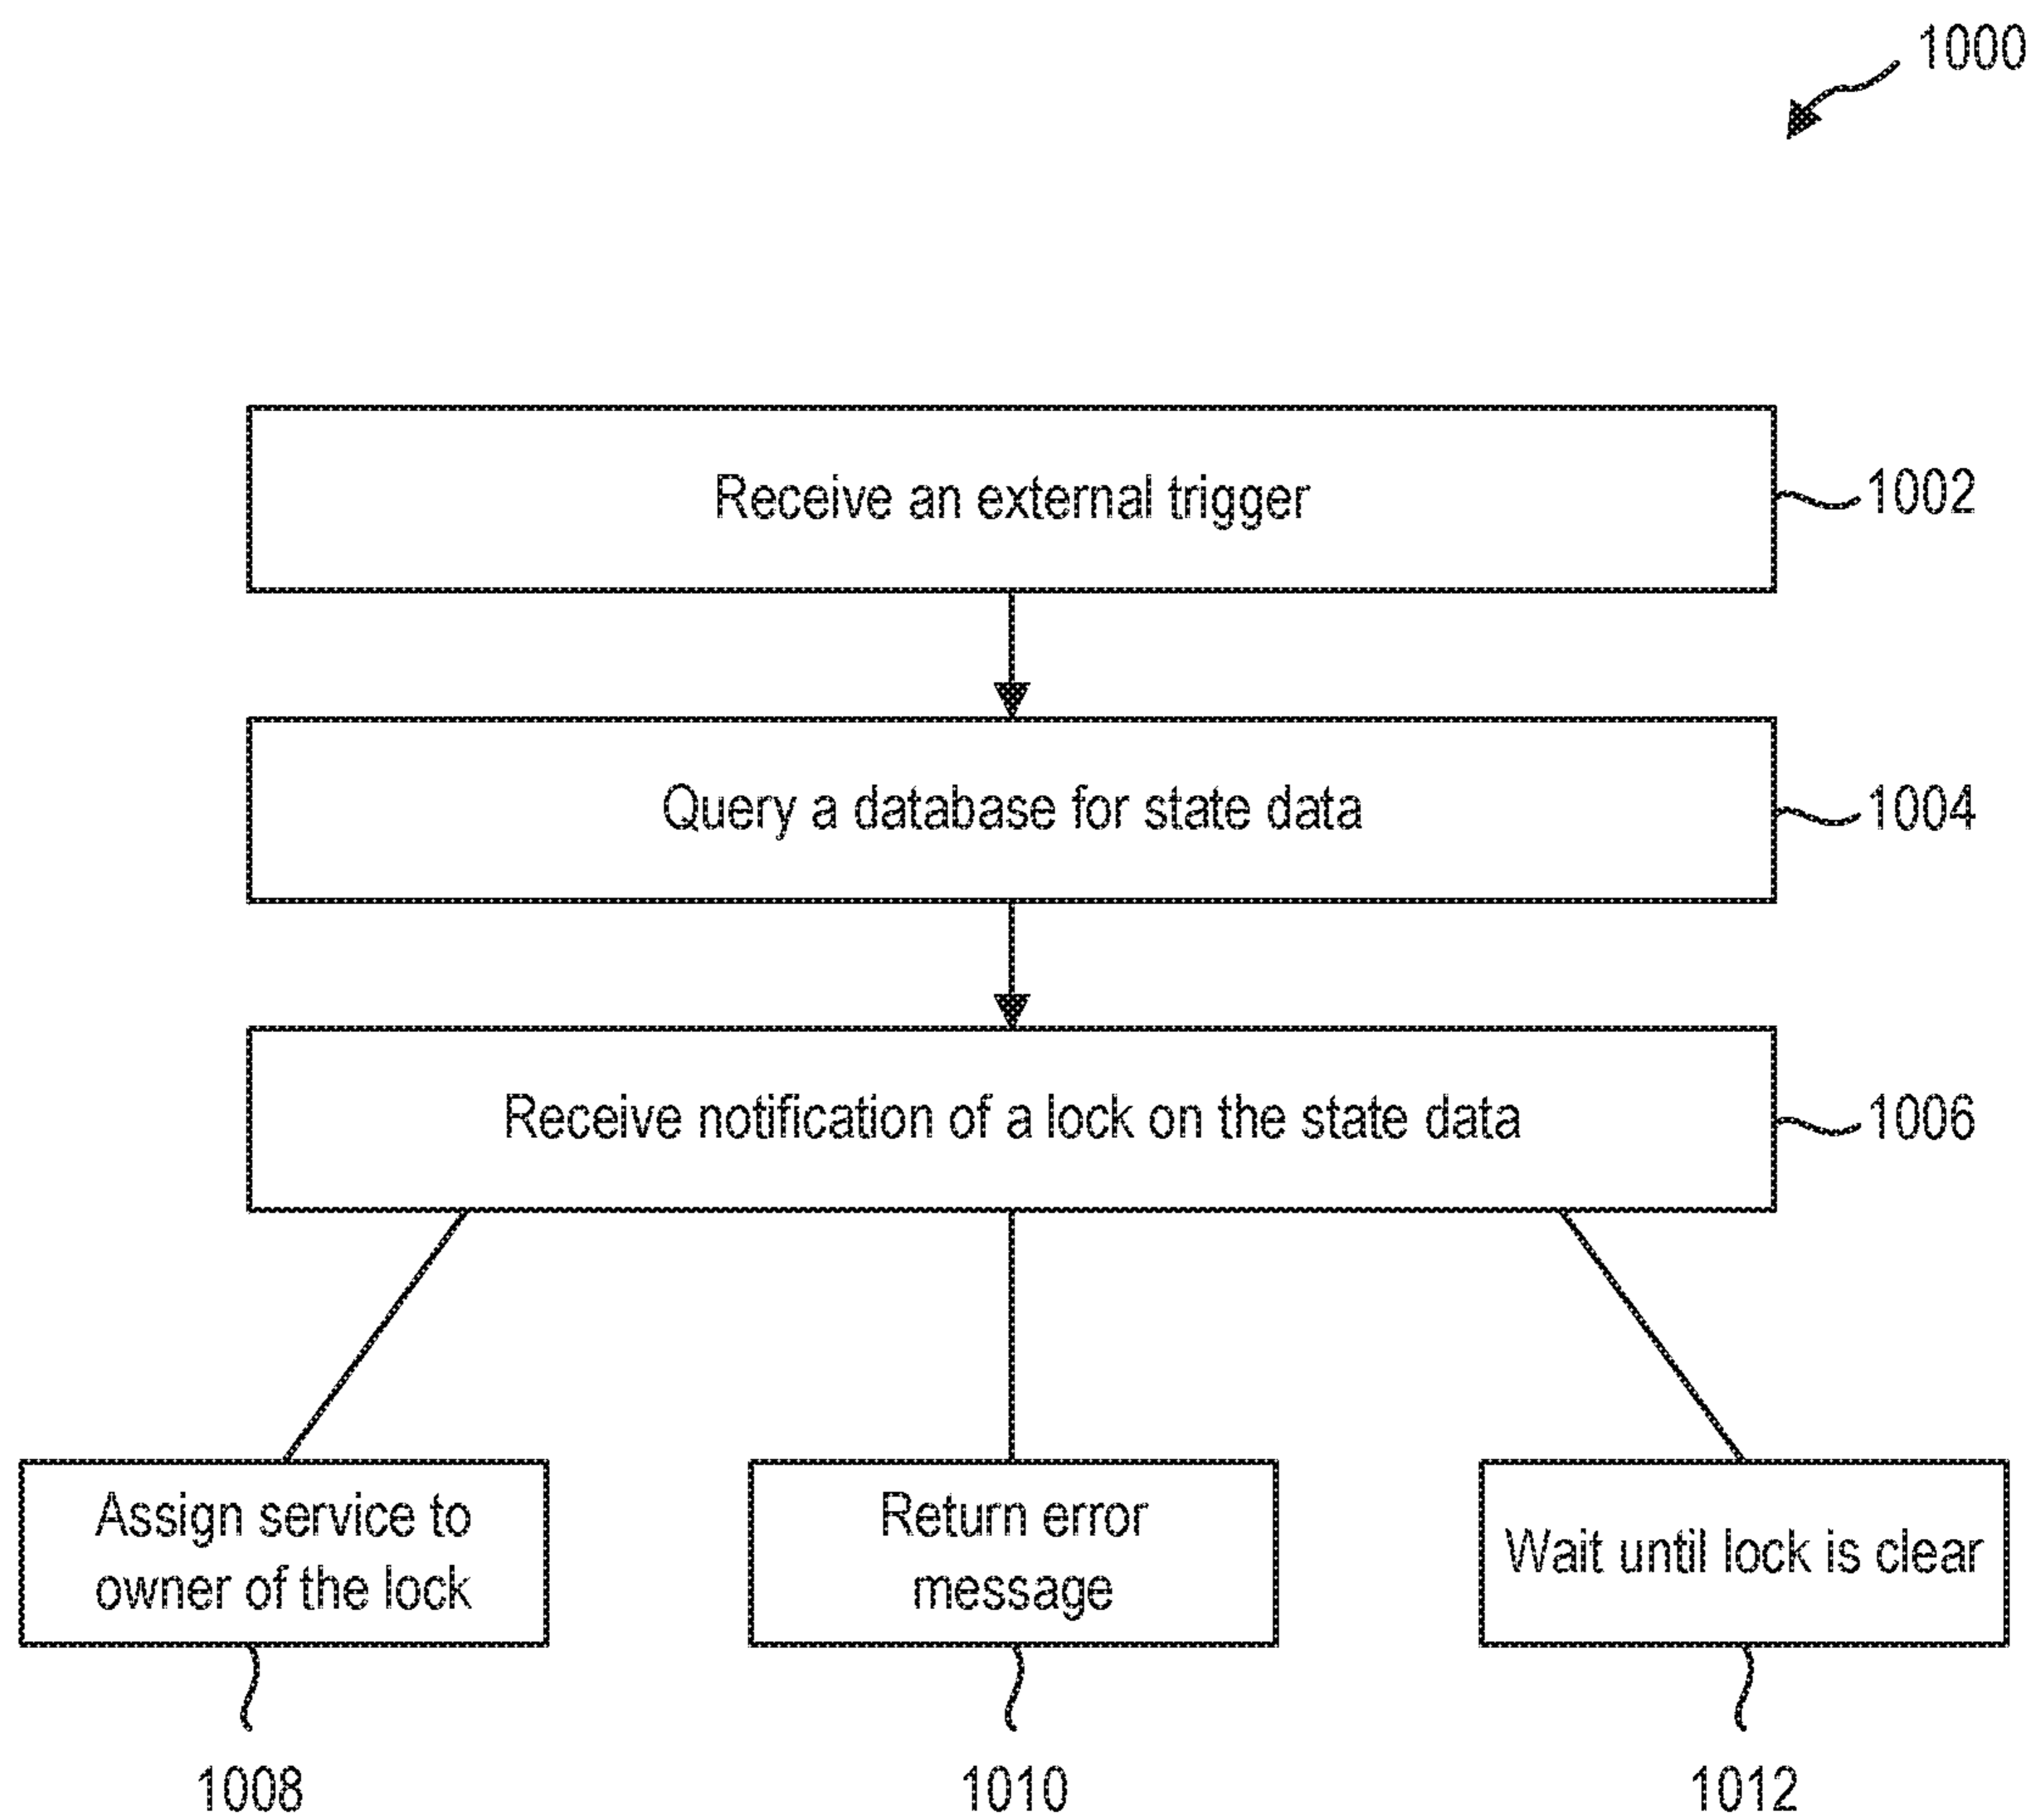 1000
Receive an external trigger
1002
Query a database for state data
1004
Receive notification of a lock on the state data
1006
Assign service to
owner of the lock
Return error
message
Wait until lock is clear
1008
1010
1012